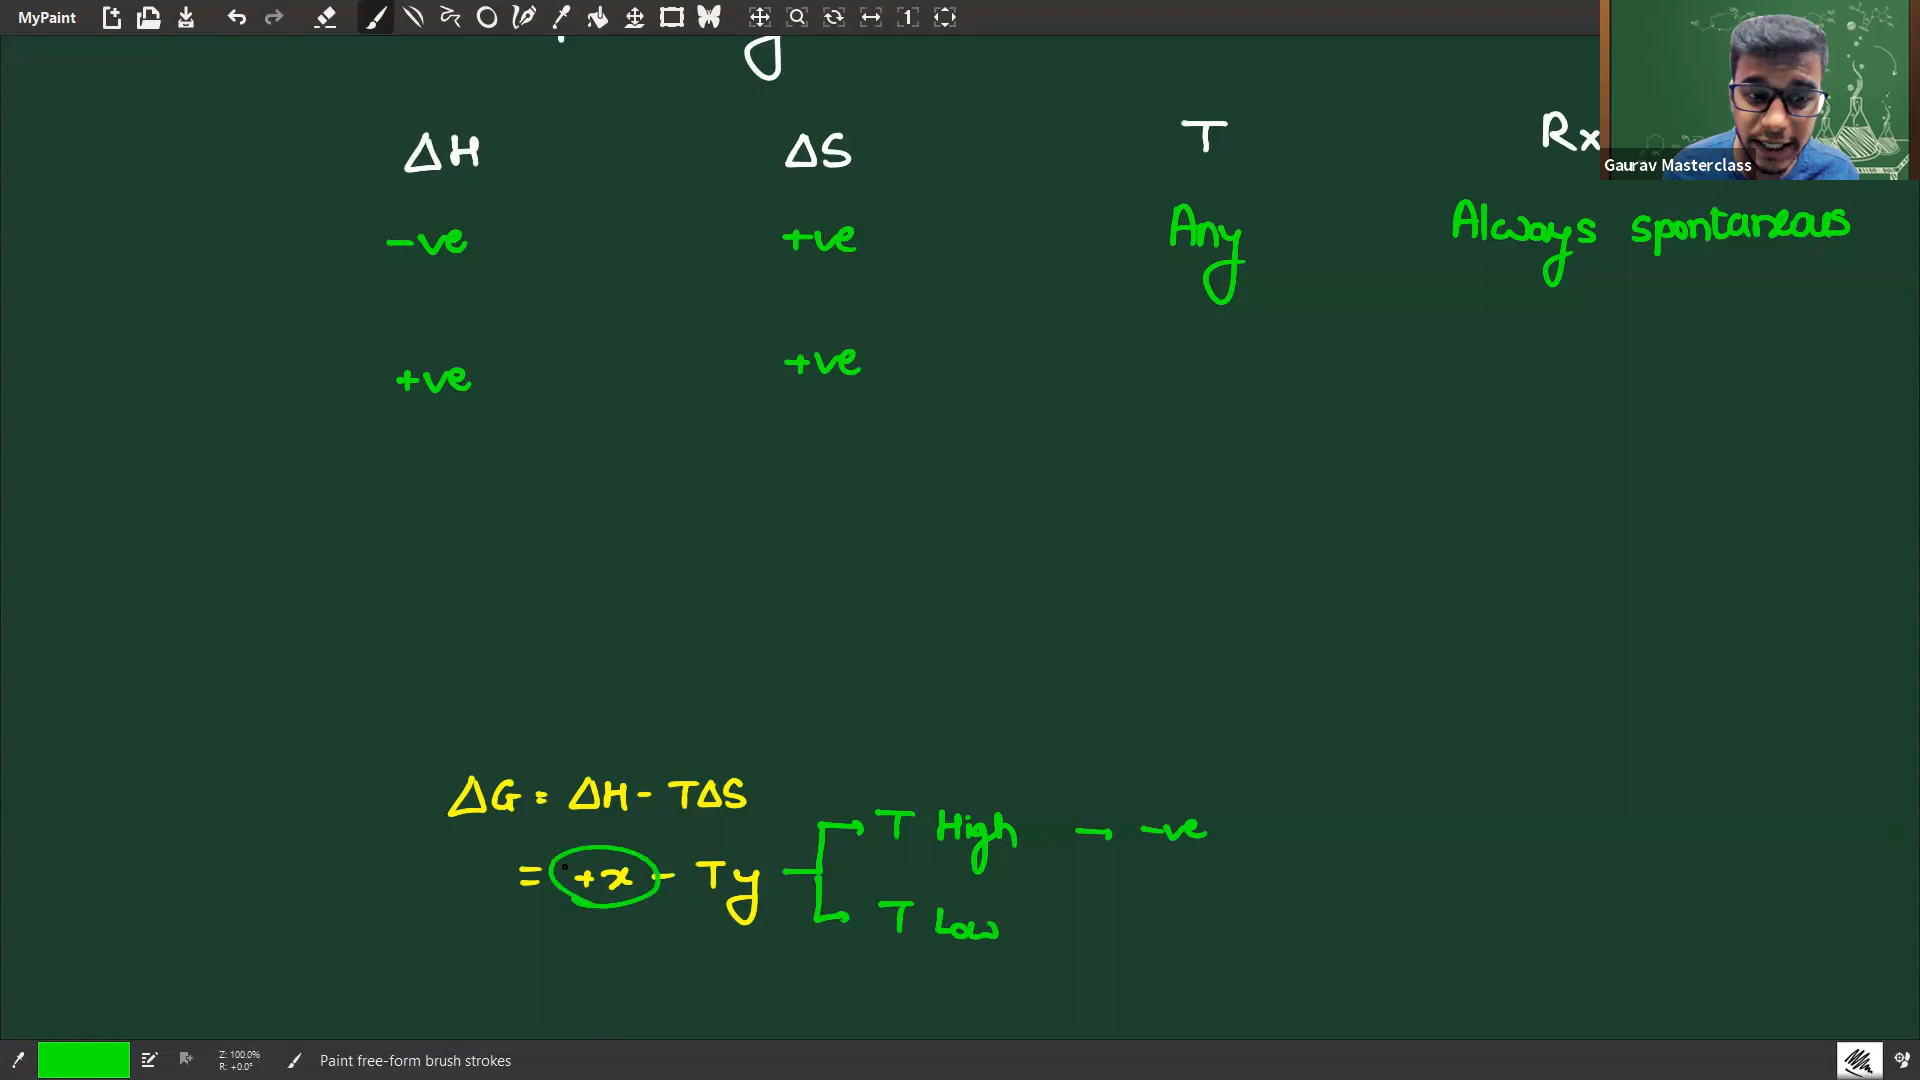 MyPaint
1
Gaurav Masterclass
ΔH ΔS T Rx
-ve +ve Any Always spontaneous
+ve +ve
ΔG = ΔH - TΔS
= +x - Ty
T High → -ve
T Low
Z: 100.0%
R: +0.0°
Paint free-form brush strokes